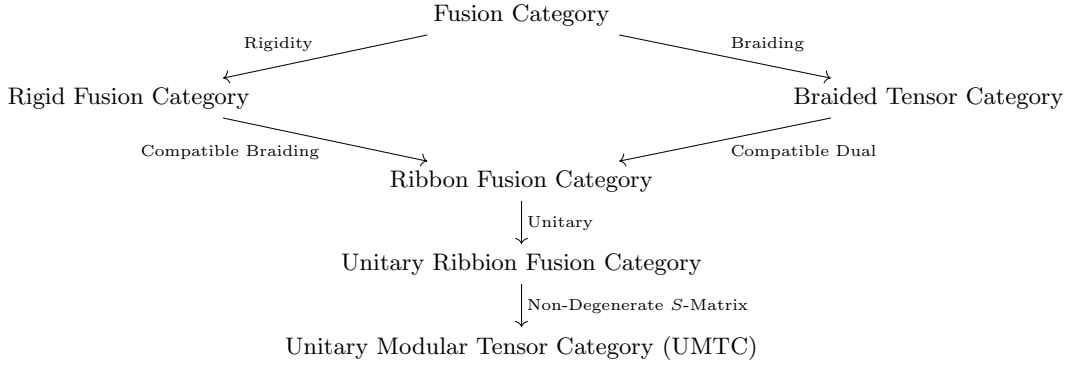 Fusion Category
Rigidity
Braiding
Rigid Fusion Category
Braided Tensor Category
Compatible Braiding
Compatible Dual
Ribbon Fusion Category
Unitary
Unitary Ribbion Fusion Category
Non-Degenerate S-Matrix
Unitary Modular Tensor Category (UMTC)